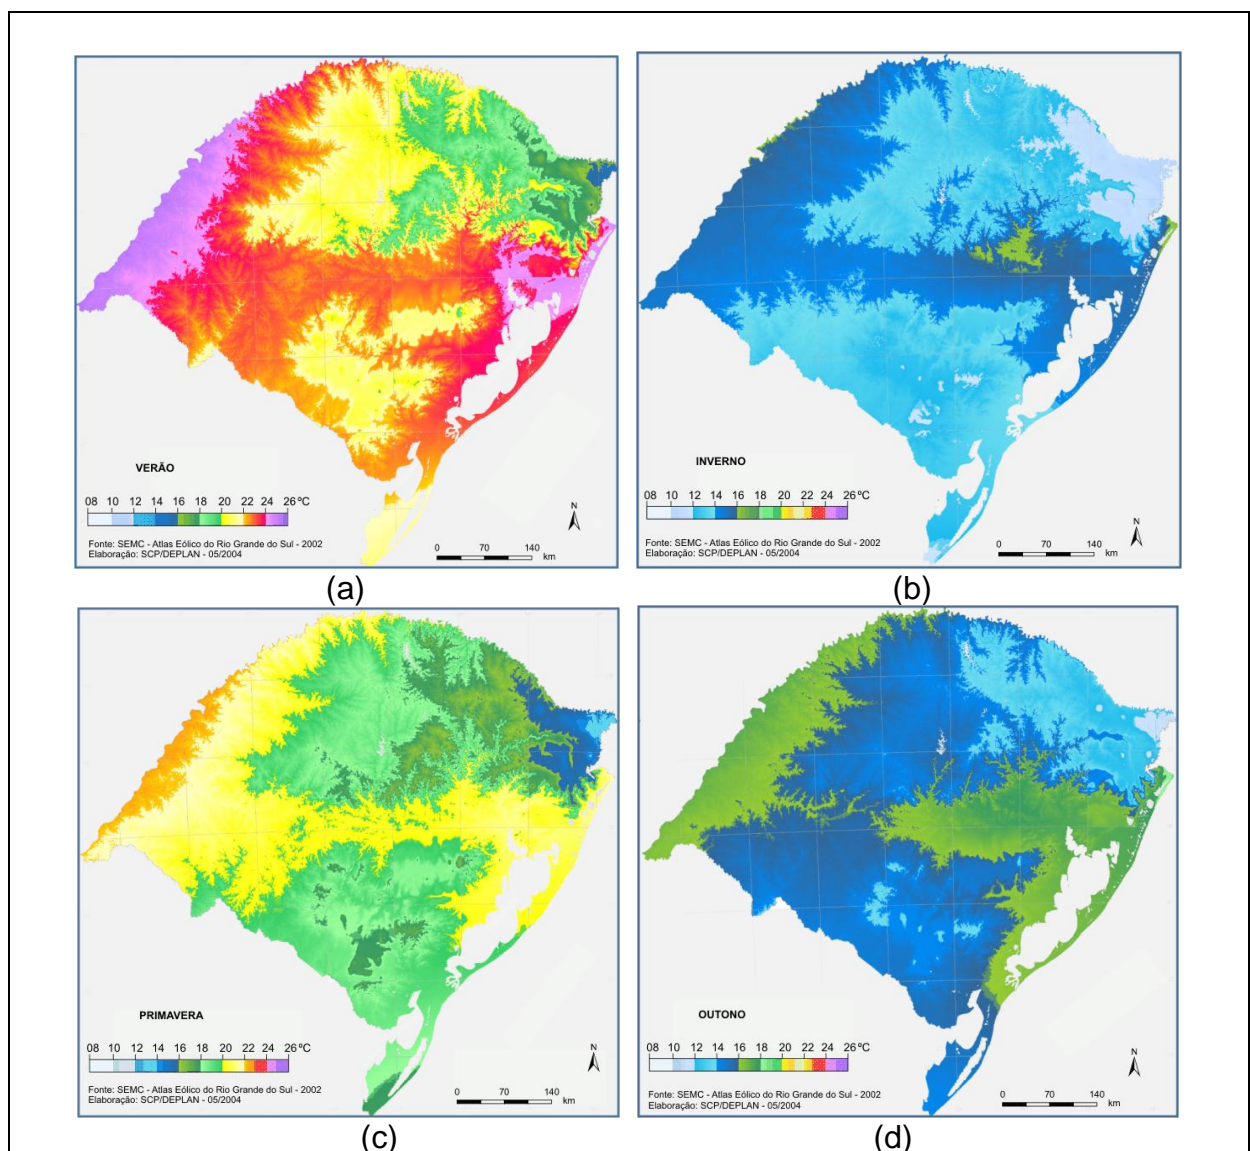 VERÃO
08 10 12 14 16 18 20 22 24 26 ºC
Fonte: SEMC - Atlas Eólico do Rio Grande do Sul - 2002
Elaboração: SCP/DEPLAN - 05/2004
N
0 70 140
km
(a)
INVERNO
08 10 12 14 16 18 20 22 24 26 ºC
Fonte: SEMC - Atlas Eólico do Rio Grande do Sul - 2002
Elaboração: SCP/DEPLAN - 05/2004
N
0 70 140
km
(b)
PRIMAVERA
08 10 12 14 16 18 20 22 24 26 ºC
Fonte: SEMC - Atlas Eólico do Rio Grande do Sul - 2002
Elaboração: SCP/DEPLAN - 05/2004
N
0 70 140
km
(c)
OUTONO
08 10 12 14 16 18 20 22 24 26 ºC
Fonte: SEMC - Atlas Eólico do Rio Grande do Sul - 2002
Elaboração: SCP/DEPLAN - 05/2004
N
0 70 140
km
(d)